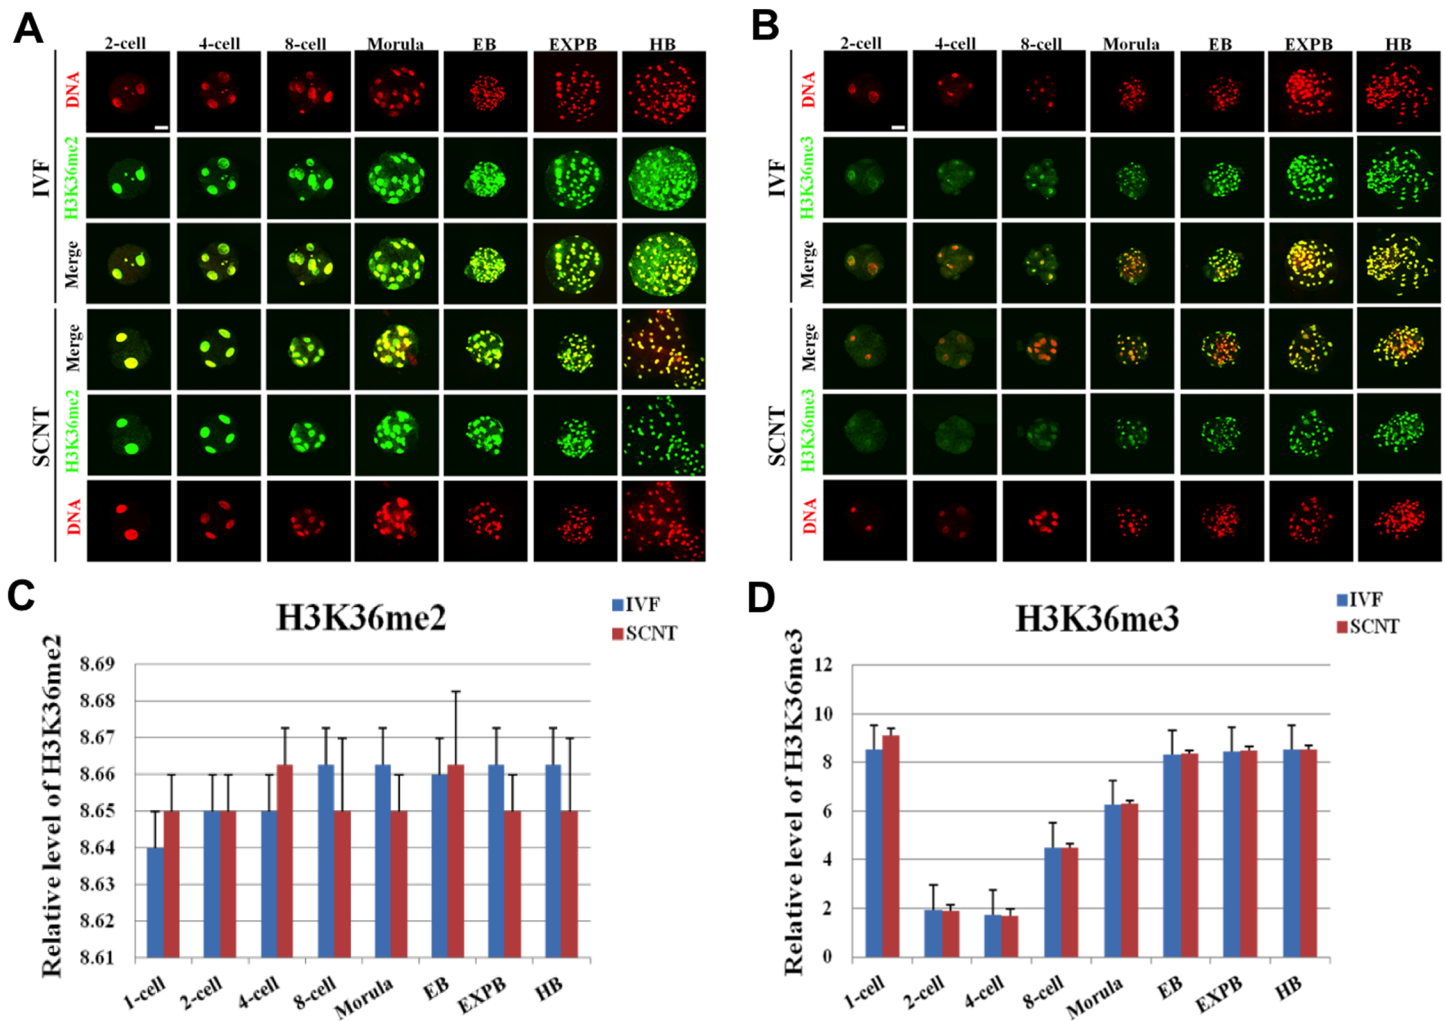 A
2-cell 4-cell 8-cell Morula EB EXPB HB
IVF
DNA
H3K36me2
Merge
SCNT
Merge
H3K36me2
DNA
B
2-cell 4-cell 8-cell Morula EB EXPB HB
IVF
DNA
H3K36me3
Merge
SCNT
Merge
H3K36me3
DNA
C
H3K36me2
IVF
SCNT
Relative level of H3K36me2
8.69
8.68
8.67
8.66
8.65
8.64
8.63
8.62
8.61
1-cell 2-cell 4-cell 8-cell Morula EB EXPB HB
D
H3K36me3
IVF
SCNT
Relative level of H3K36me3
12
10
8
6
4
2
0
1-cell 2-cell 4-cell 8-cell Morula EB EXPB HB